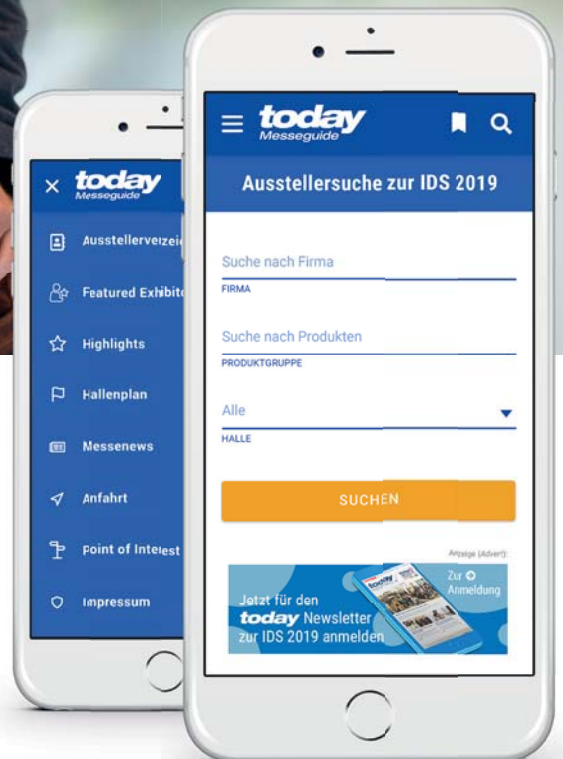 today
Messeguide
Featured
Highlights
Hallenplan
Messenews
Anfahrt
Point of Interest
Impressum
today
Messeguide
Ausstellersuche zur IDS 2019
Suche nach Firma
FIRMA
Suche nach Produkten
PRODUKTGRUPPE
Alle
HALLE
SUCHEN
Anzeige (Advert):
Jetzt für den
today Newsletter
zur IDS 2019 anmelden
Zur
Anmeldung